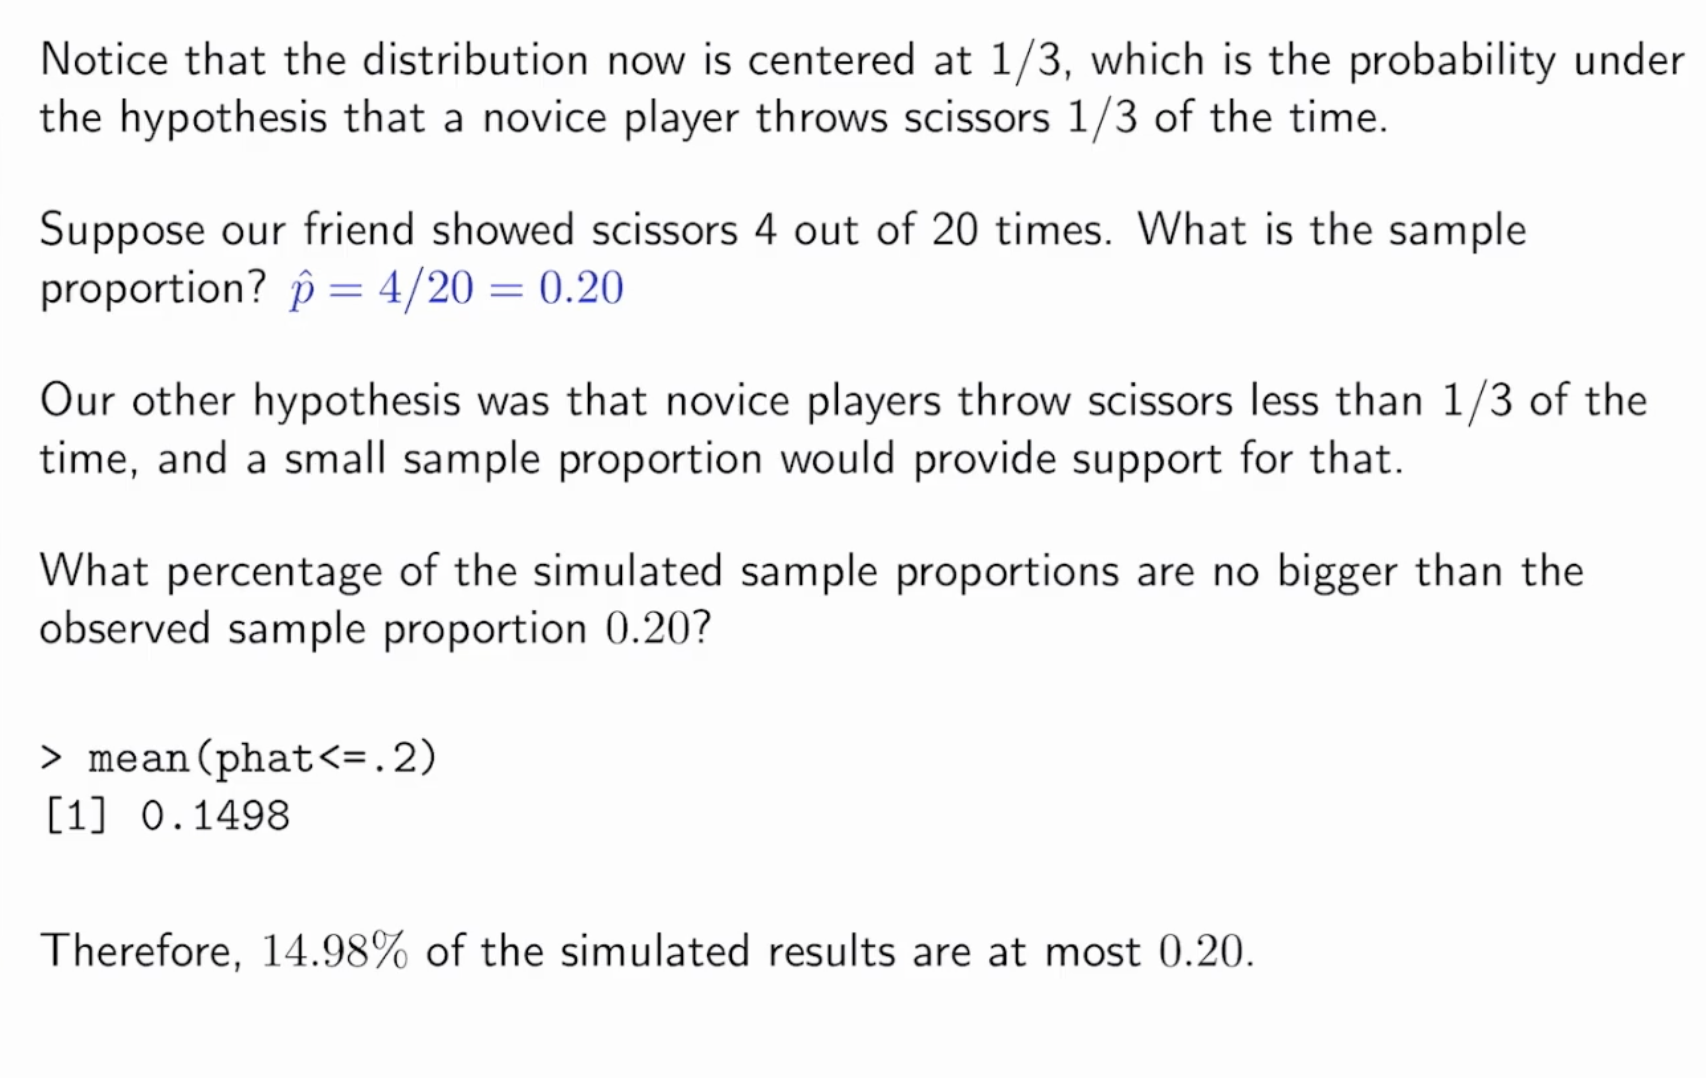 Notice that the distribution now is centered at 1/3, which is the probability under
the hypothesis that a novice player throws scissors 1/3 of the time.
Suppose our friend showed scissors 4 out of 20 times. What is the sample
proportion? p̂ = 4/20 = 0.20
Our other hypothesis was that novice players throw scissors less than 1/3 of the
time, and a small sample proportion would provide support for that.
What percentage of the simulated sample proportions are no bigger than the
observed sample proportion 0.20?
> mean(phat<=.2)
[1] 0.1498
Therefore, 14.98% of the simulated results are at most 0.20.